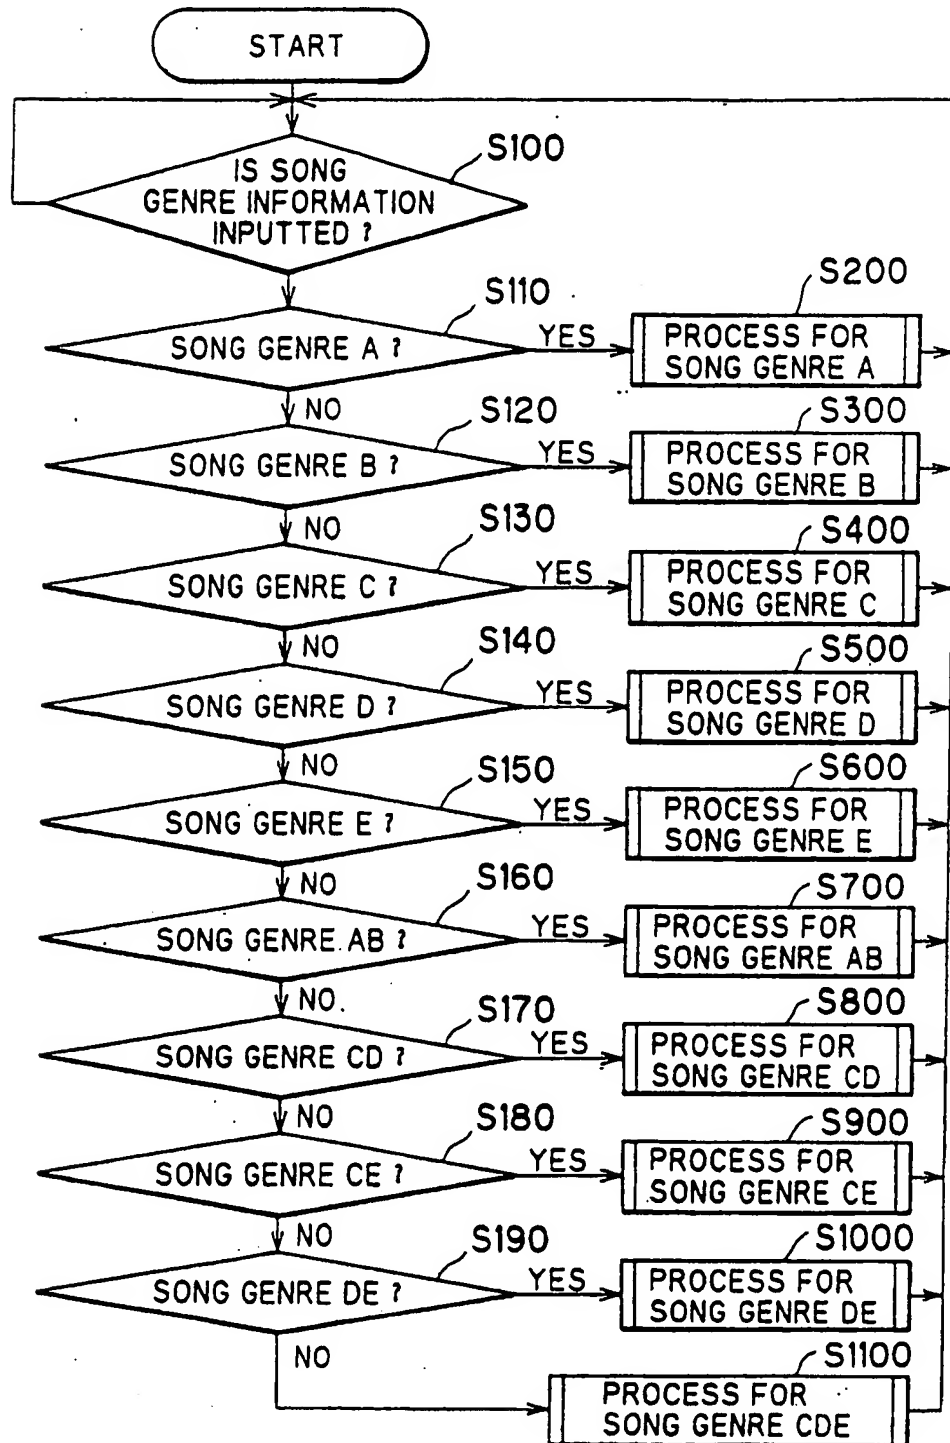 START
S100
IS SONG
GENRE INFORMATION
INPUTTED ?
S110
SONG GENRE A ?
YES
S200
PROCESS FOR
SONG GENRE A
NO
S120
SONG GENRE B ?
YES
S300
PROCESS FOR
SONG GENRE B
NO
S130
SONG GENRE C ?
YES
S400
PROCESS FOR
SONG GENRE C
NO
S140
SONG GENRE D ?
YES
S500
PROCESS FOR
SONG GENRE D
NO
S150
SONG GENRE E ?
YES
S600
PROCESS FOR
SONG GENRE E
NO
S160
SONG GENRE AB ?
YES
S700
PROCESS FOR
SONG GENRE AB
NO
S170
SONG GENRE CD ?
YES
S800
PROCESS FOR
SONG GENRE CD
NO
S180
SONG GENRE CE ?
YES
S900
PROCESS FOR
SONG GENRE CE
NO
S190
SONG GENRE DE ?
YES
S1000
PROCESS FOR
SONG GENRE DE
NO
S1100
PROCESS FOR
SONG GENRE CDE